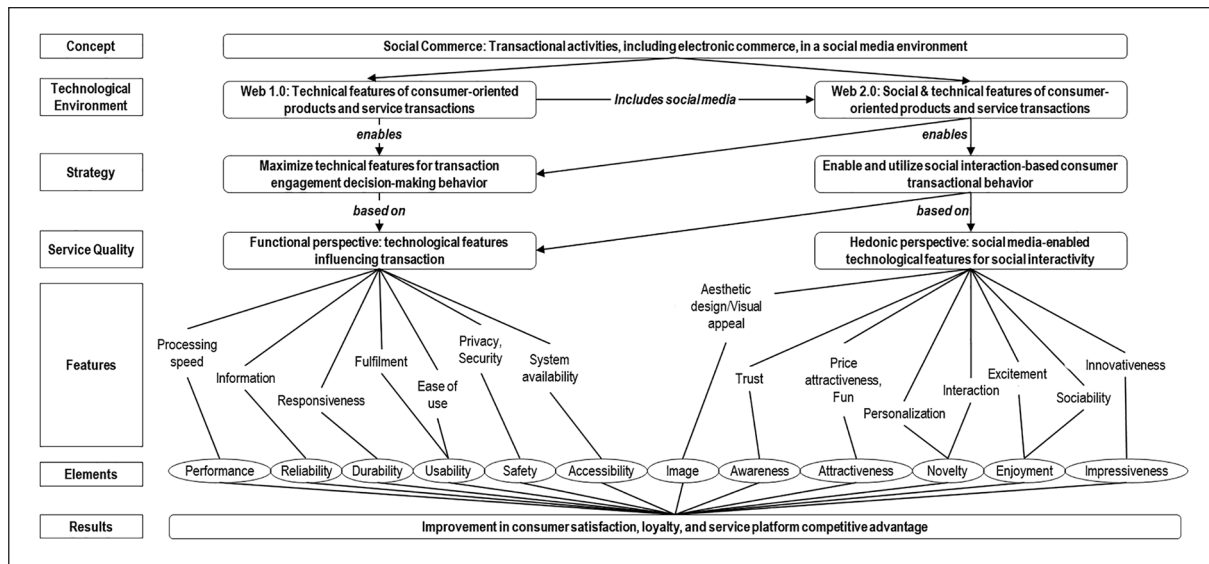 Concept
Social Commerce: Transactional activities, including electronic commerce, in a social media environment
Technological
Environment
Web 1.0: Technical features of consumer-oriented
products and service transactions
Includes social media
Web 2.0: Social & technical features of consumer-
oriented products and service transactions
enables
enables
Strategy
Maximize technical features for transaction
engagement decision-making behavior
Enable and utilize social interaction-based consumer
transactional behavior
based on
based on
Service Quality
Functional perspective: technological features
influencing transaction
Hedonic perspective: social media-enabled
technological features for social interactivity
Features
Processing
speed
Information
Responsiveness
Fulfilment
Ease of
use
Privacy,
Security
System
availability
Aesthetic
design/Visual
appeal
Trust
Price
attractiveness,
Fun
Personalization
Interaction
Excitement
Sociability
Innovativeness
Elements
Performance
Reliability
Durability
Usability
Safety
Accessibility
Image
Awareness
Attractiveness
Novelty
Enjoyment
Impressiveness
Results
Improvement in consumer satisfaction, loyalty, and service platform competitive advantage